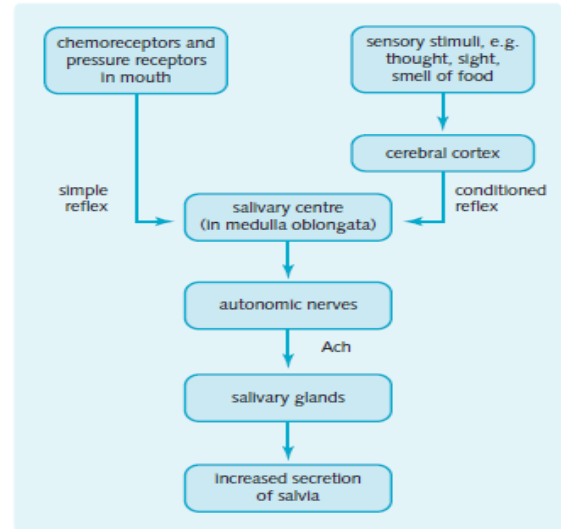 chemoreceptors and
pressure receptors
in mouth
sensory stimuli, e.g.
thought, sight,
smell of food
cerebral cortex
simple
reflex
conditioned
reflex
salivary centre
(in medulla oblongata)
autonomic nerves
Ach
salivary glands
increased secretion
of salvia